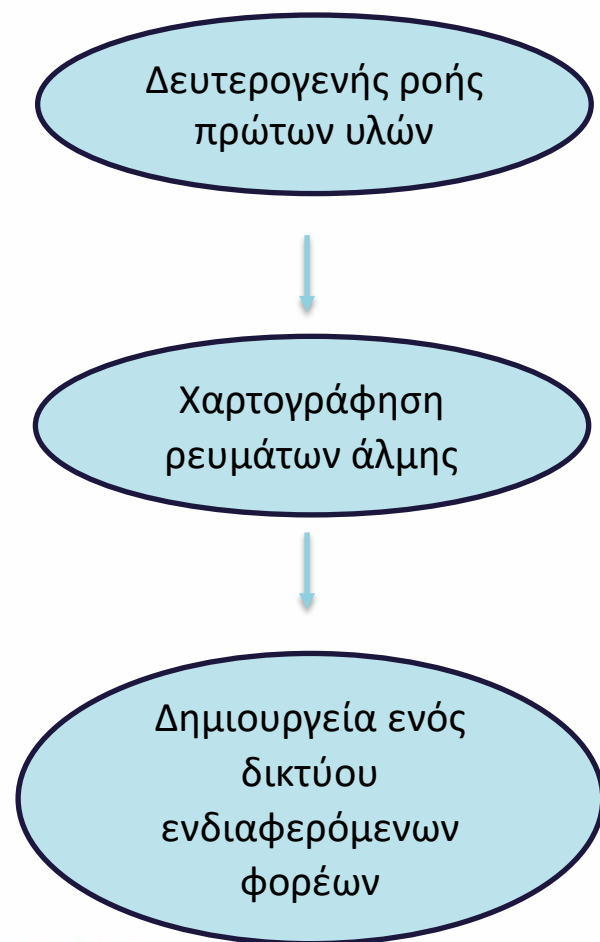 Δευτερογενής ροής
πρώτων υλών
Χαρτογράφηση
ρευμάτων άλμης
Δημιουργεία ενός
δικτύου
ενδιαφερόμενων
φορέων